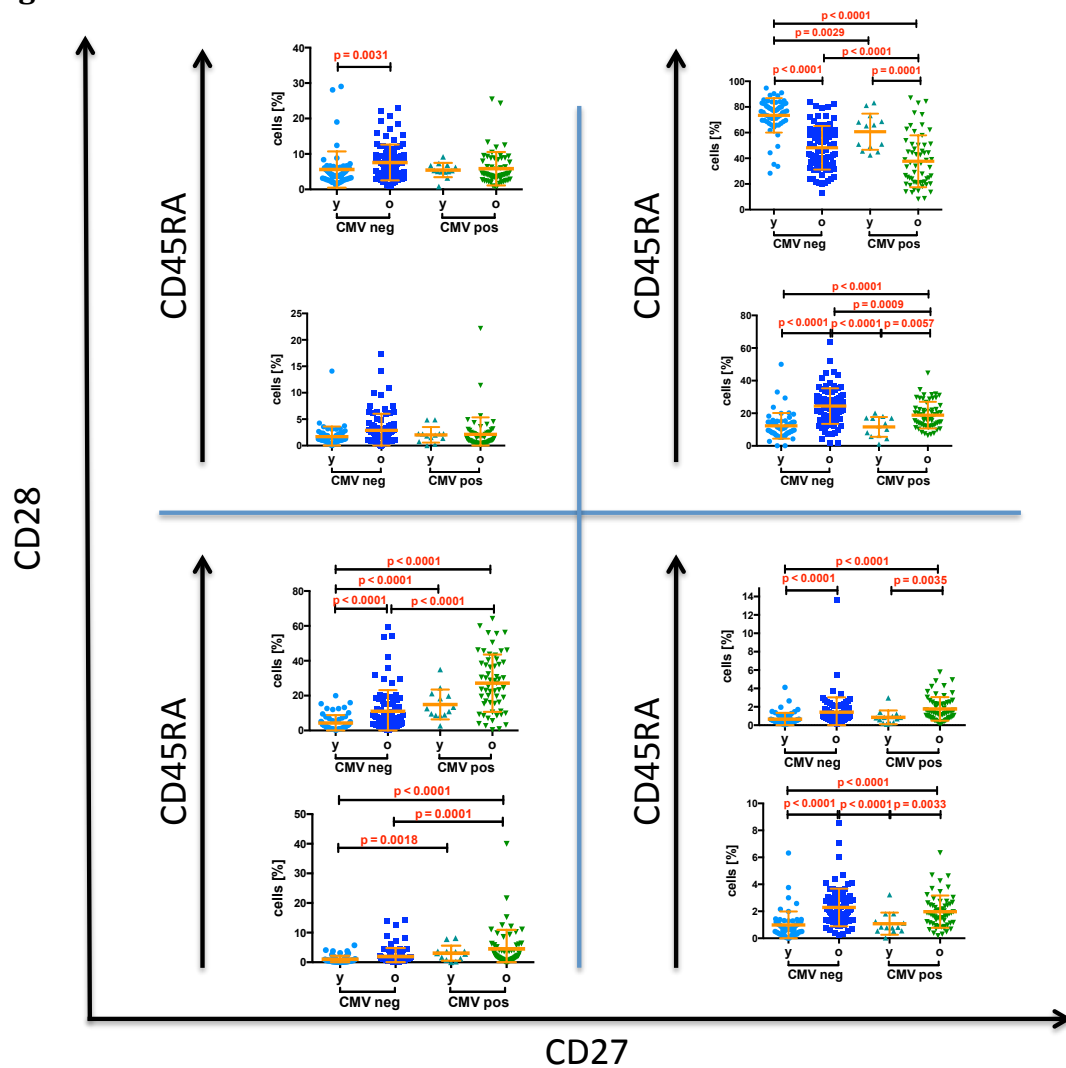 g
p = 0.0031
40
30
20
10
0
cells [%]
y o y o
CMV neg CMV pos
p < 0.0001
p = 0.0029
p < 0.0001
p < 0.0001 p = 0.0001
100
80
60
40
20
0
cells [%]
y o y o
CMV neg CMV pos
CD45RA
CD45RA
25
20
15
10
5
0
cells [%]
y o y o
CMV neg CMV pos
p < 0.0001
p = 0.0009
p < 0.0001 p < 0.0001 p = 0.0057
80
60
40
20
0
cells [%]
y o y o
CMV neg CMV pos
CD28
p < 0.0001
p < 0.0001
p < 0.0001 p < 0.0001
80
60
40
20
0
cells [%]
y o y o
CMV neg CMV pos
p < 0.0001
p < 0.0001 p = 0.0035
14
12
10
8
6
4
2
0
cells [%]
y o y o
CMV neg CMV pos
CD45RA
CD45RA
p < 0.0001
p = 0.0001
p = 0.0018
50
40
30
20
10
0
cells [%]
y o y o
CMV neg CMV pos
p < 0.0001
p < 0.0001 p < 0.0001 p = 0.0033
10
8
6
4
2
0
cells [%]
y o y o
CMV neg CMV pos
CD27